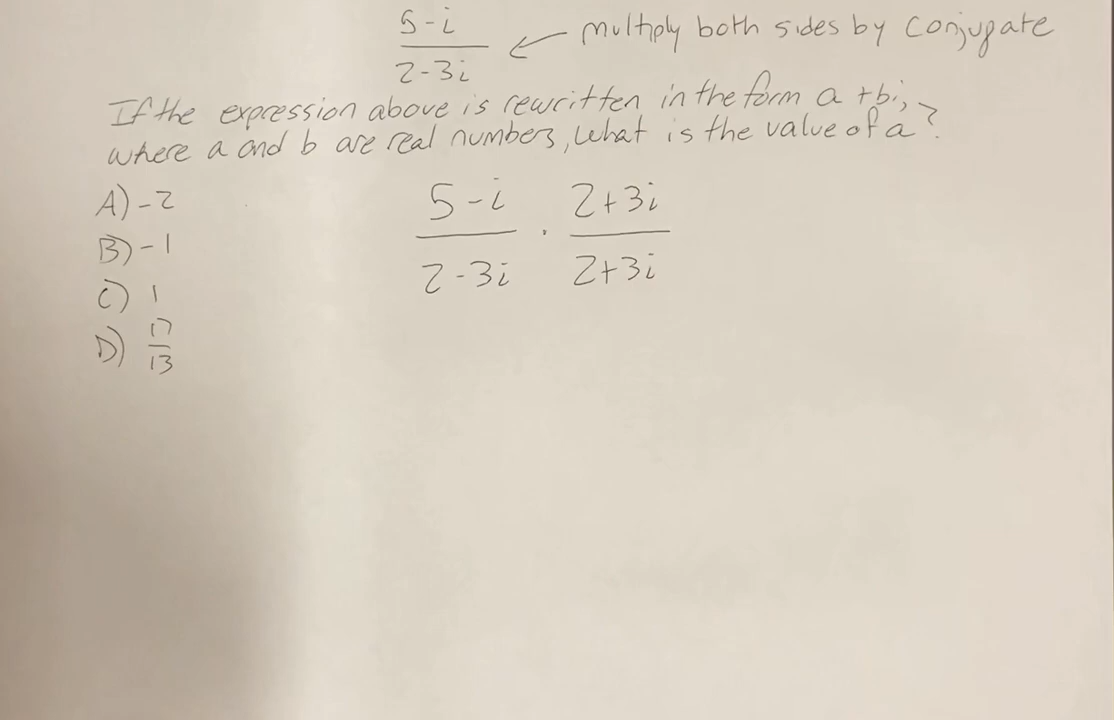 5-i
2-3i
← multiply both sides by conjugate
If the expression above is rewritten in the form a +bi,
where a and b are real numbers, what is the value of a?
A) -2
B) -1
C) 1
D) 17/13
5-i / 2-3i · 2+3i / 2+3i